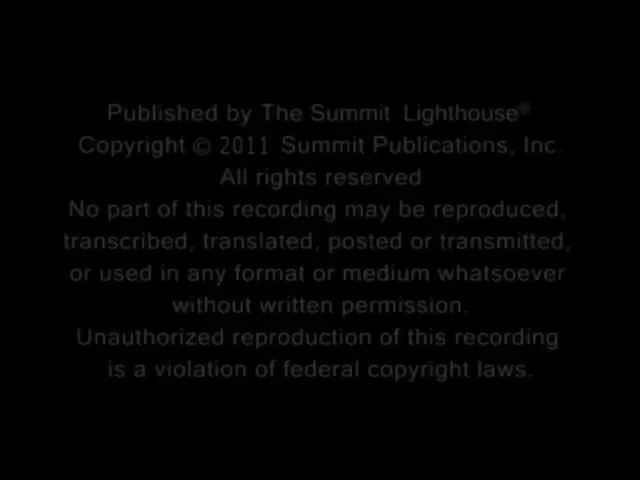 Published by The Summit Lighthouse®
Copyright © 2011 Summit Publications, Inc.
All rights reserved
No part of this recording may be reproduced,
transcribed, translated, posted or transmitted,
or used in any format or medium whatsoever
without written permission.
Unauthorized reproduction of this recording
is a violation of federal copyright laws.